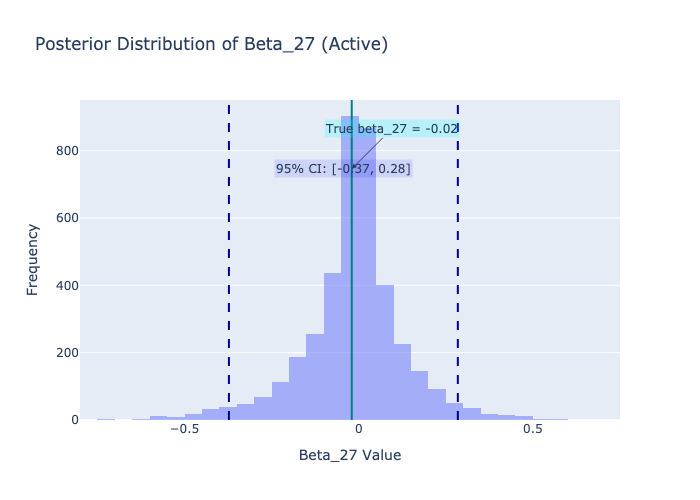 Posterior Distribution of Beta_27 (Active)
True beta_27 = -0.02
95% CI: [-0.37, 0.28]
800
600
400
200
0
−0.5
0
0.5
Frequency
Beta_27 Value